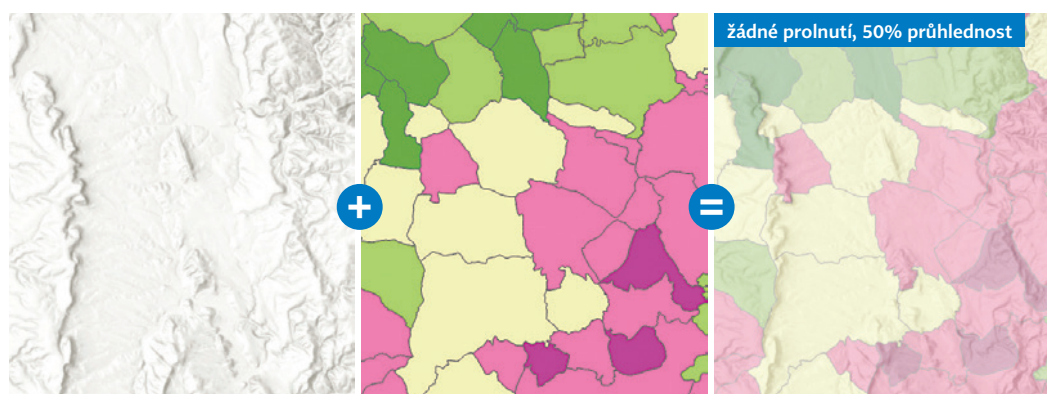 žádné prolnutí, 50% průhlednost
+
=